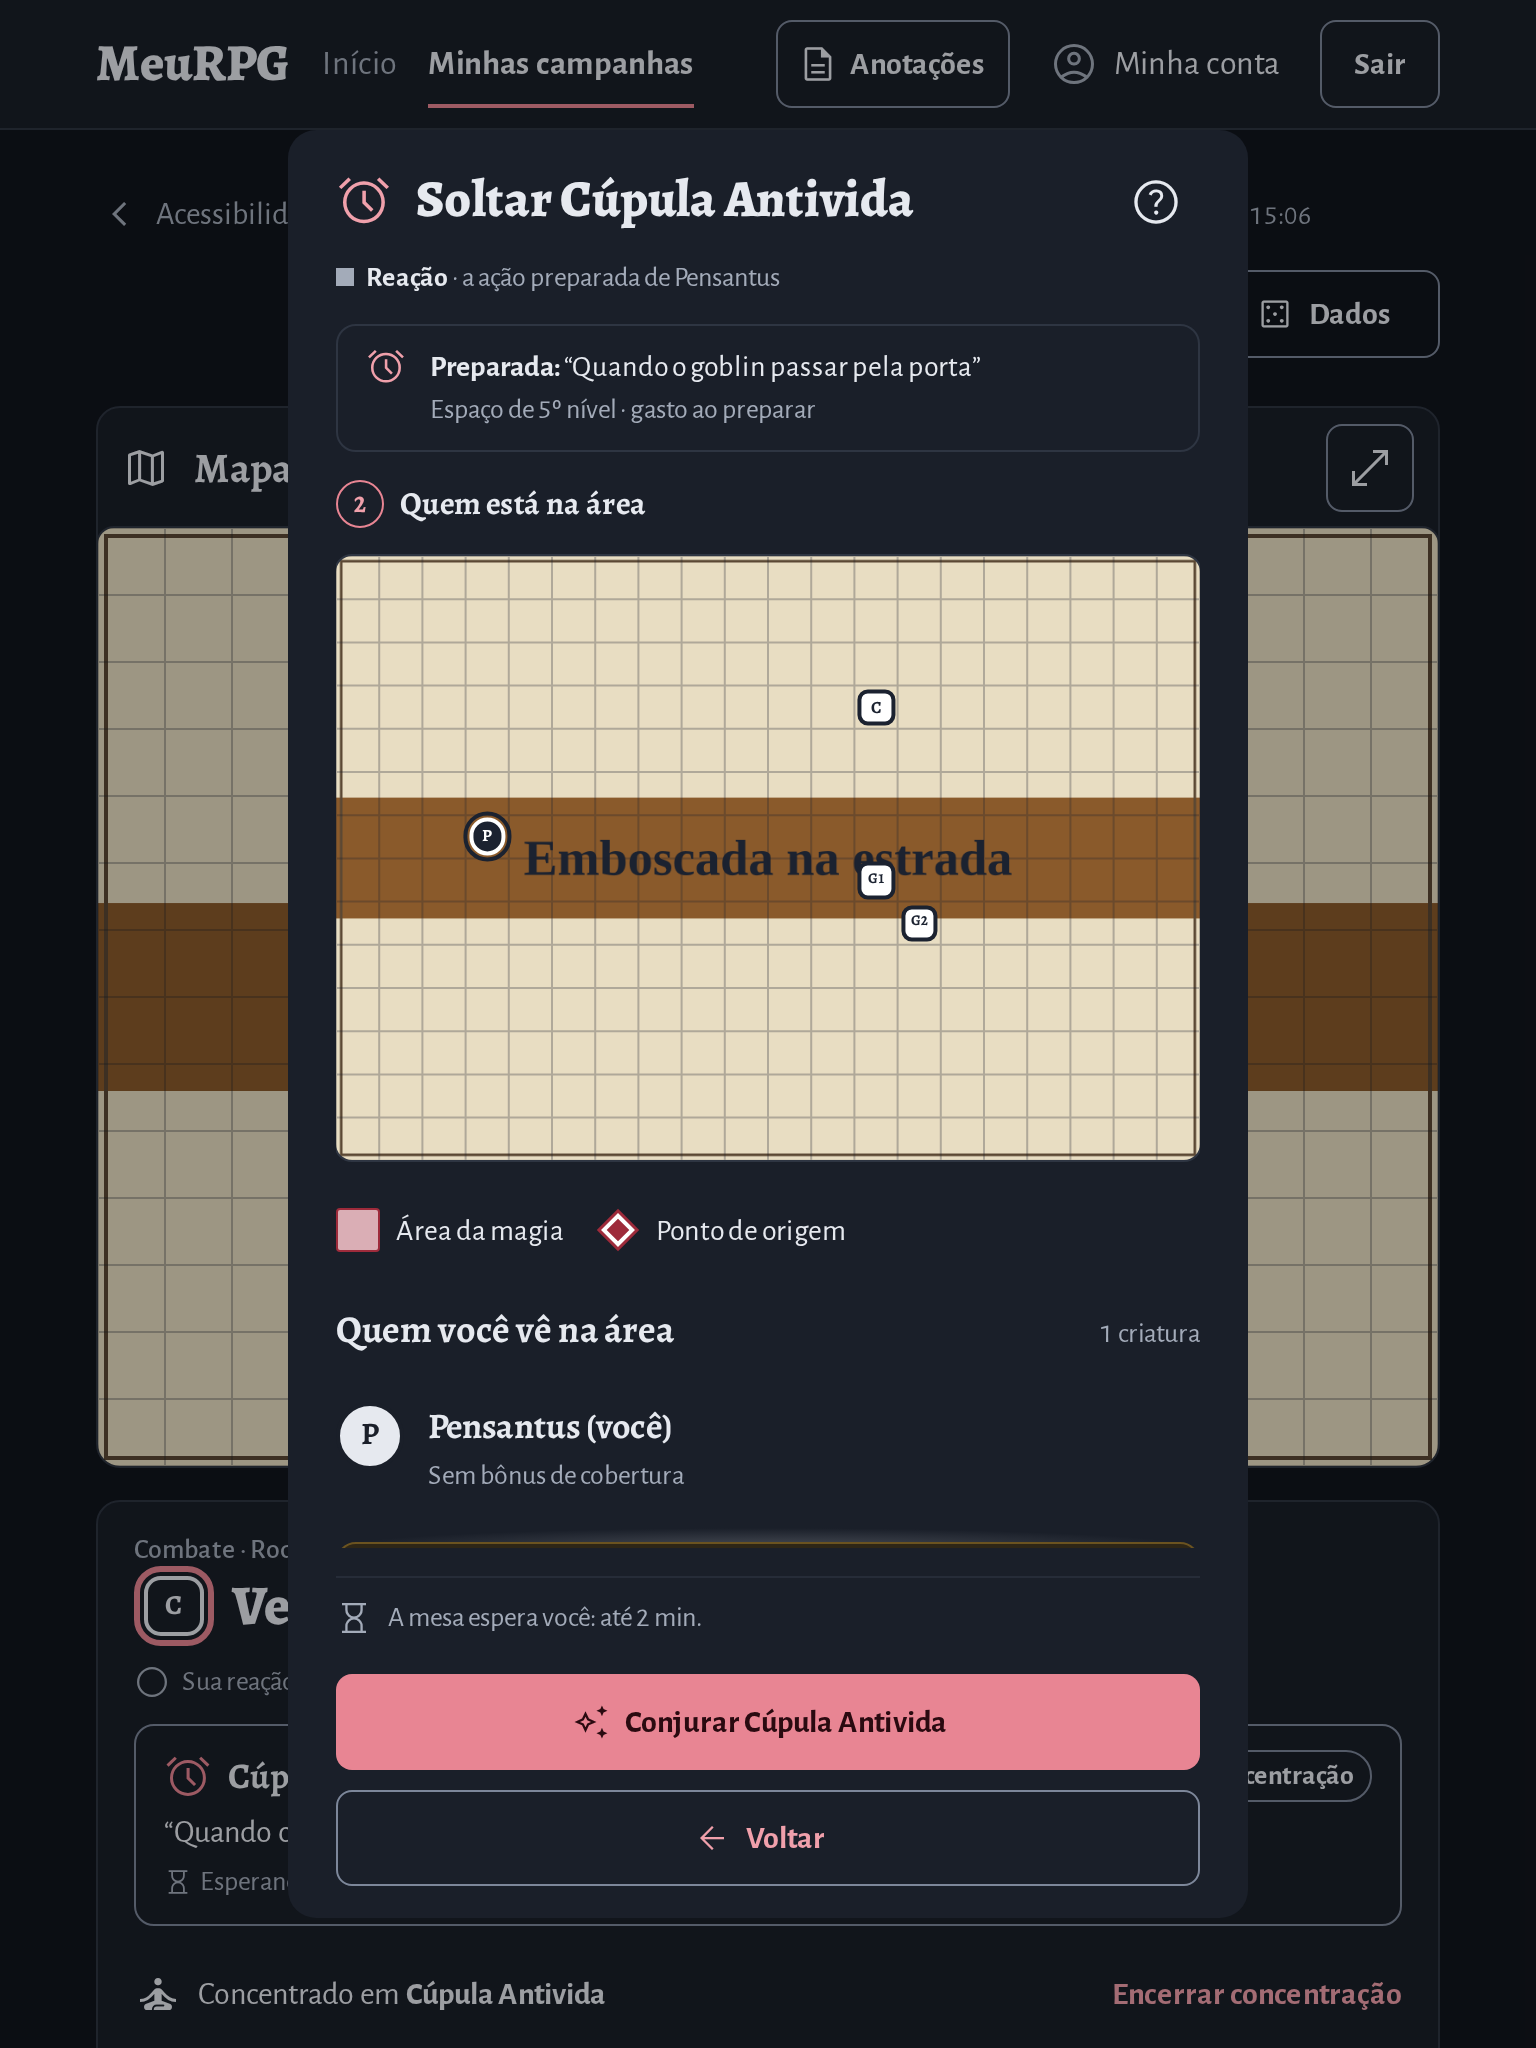 MeuRPG Início Minhas campanhas Anotações Minha conta Sair
Acessibilid 15:06
Dados
Mapa
Soltar Cúpula Antivida
Reação · a ação preparada de Pensantus
Preparada: “Quando o goblin passar pela porta”
Espaço de 5º nível · gasto ao preparar
2 Quem está na área
C
P
Emboscada na estrada
G1
G2
Área da magia Ponto de origem
Quem você vê na área 1 criatura
P Pensantus (você)
Sem bônus de cobertura
A mesa espera você: até 2 min.
Conjurar Cúpula Antivida
Voltar
Combate · Roc
C Ve
Sua reação
Cúp centração
“Quando o
Esperan
Concentrado em Cúpula Antivida Encerrar concentração